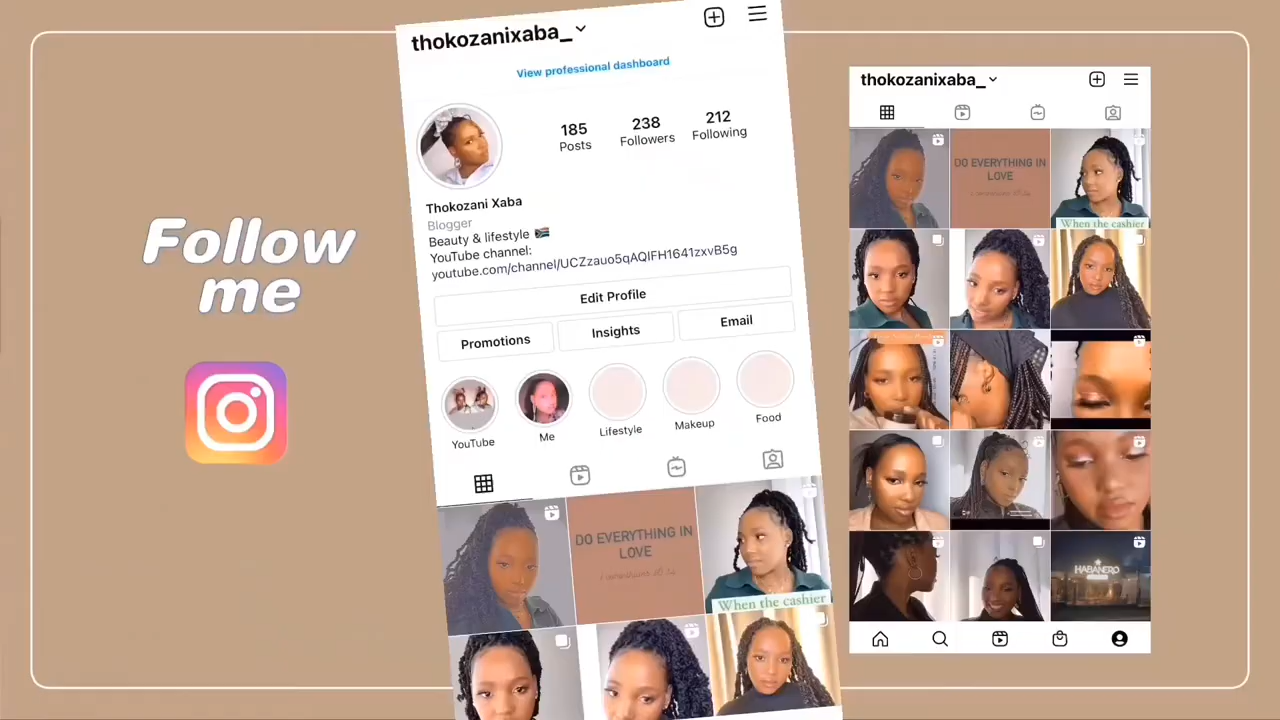 Follow
me
thokozanixaba_
View professional dashboard
185
Posts
238
Followers
212
Following
Thokozani Xaba
Blogger
Beauty & lifestyle 🇿🇦
YouTube channel:
youtube.com/channel/UCZzauo5qAQIFH1641zxvB5g
Edit Profile
Promotions
Insights
Email
YouTube
Me
Lifestyle
Makeup
Food
DO EVERYTHING IN
LOVE
When the cashier
thokozanixaba_
DO EVERYTHING IN
LOVE
When the cashier
HABANERO